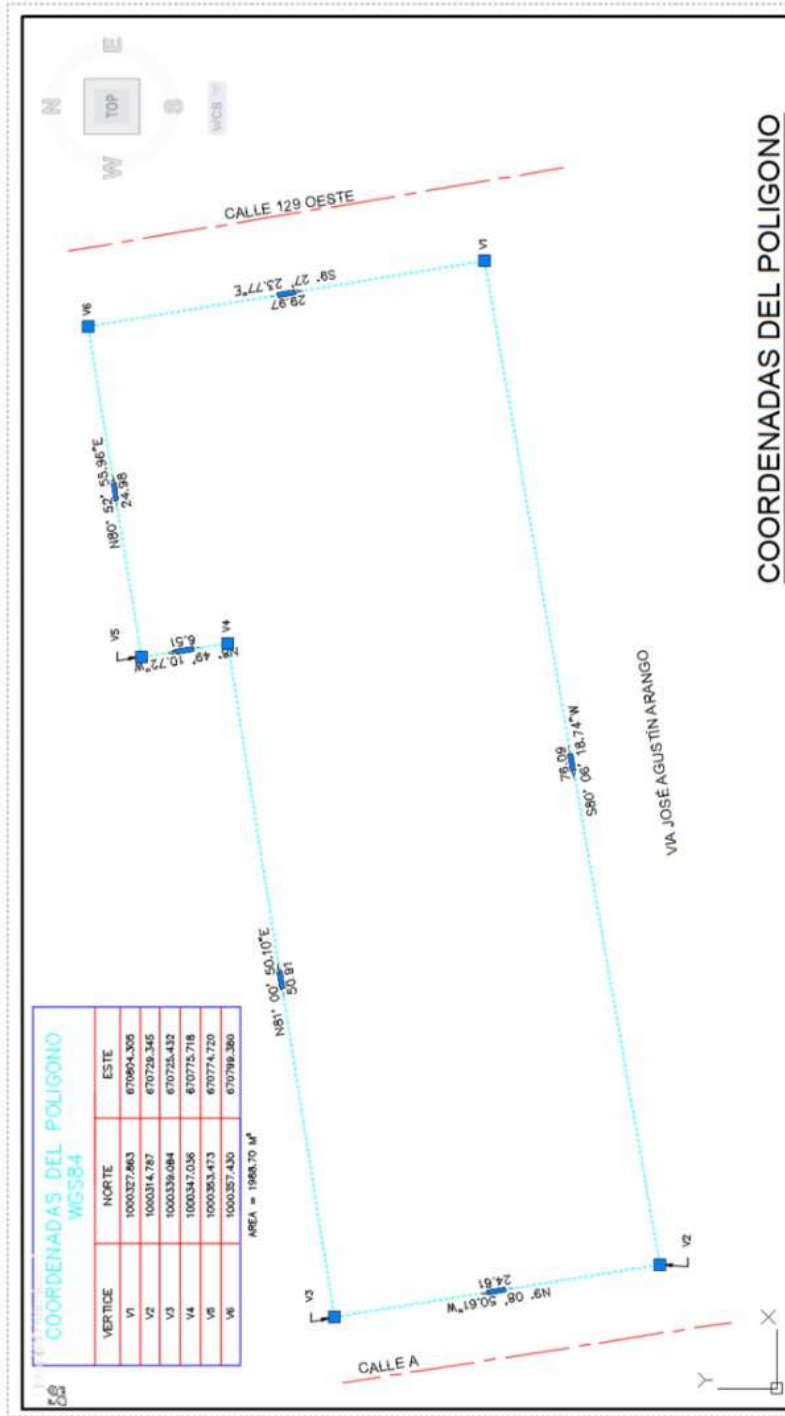 COORDENADAS DEL POLIGONO
WGS84
VERTICE NORTE ESTE
V1 1000327.863 670804.305
V2 1000314.787 670729.345
V3 1000339.084 670725.432
V4 1000347.036 670775.718
V5 1000353.473 670774.720
V6 1000357.430 670799.380
AREA = 1988.70 M²
N
E
S
W
TOP
WCS
CALLE 129 OESTE
V6
S9° 27' 23.77"E
29.97
V1
N80° 52' 55.96"E
24.98
V5
N8° 49' 10.72"W
6.51
V4
N81° 00' 50.10"E
50.91
V3
N9° 08' 50.61"W
24.61
V2
76.09
S80° 06' 18.74"W
VIA JOSÉ AGUSTÍN ARANGO
CALLE A
Y
X
COORDENADAS DEL POLIGONO